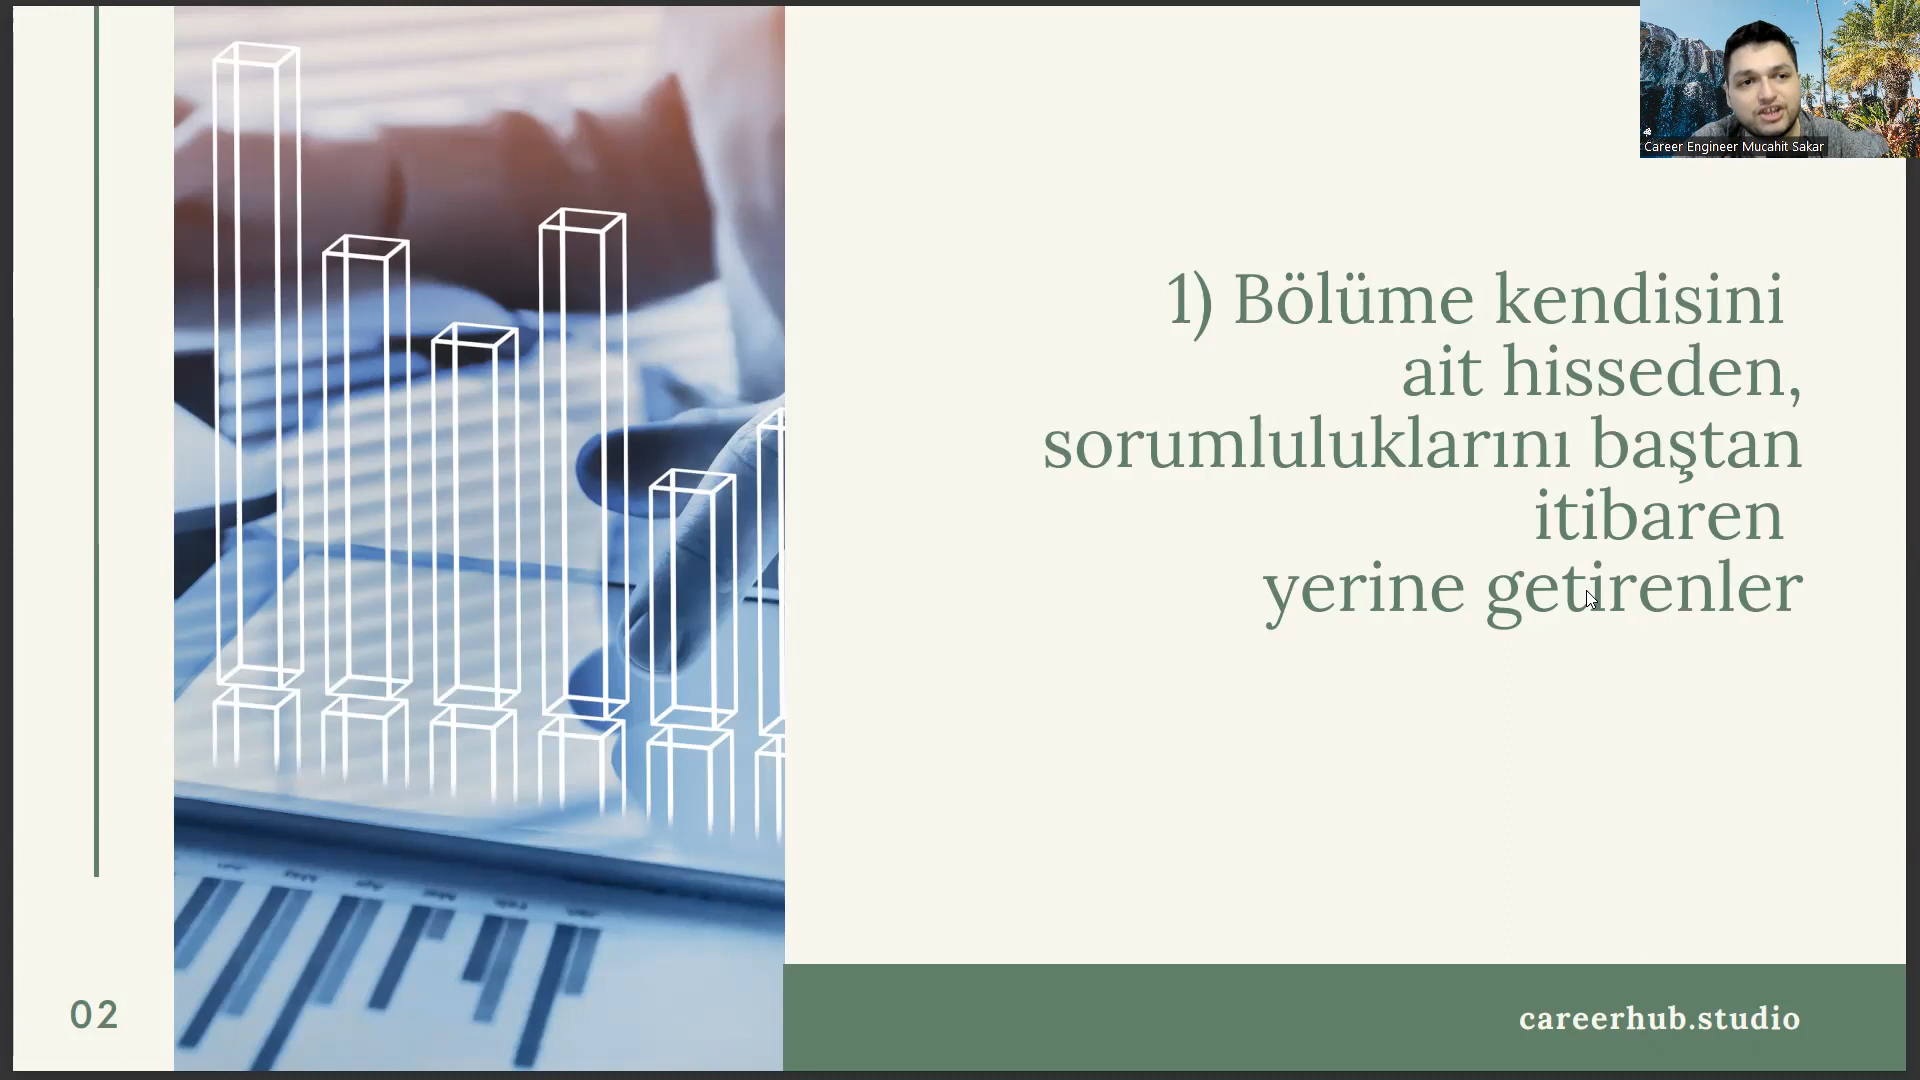 Career Engineer Mucahit Sakar
1) Bölüme kendisini
ait hisseden,
sorumluluklarını baştan
itibaren
yerine getirenler
02
careerhub.studio